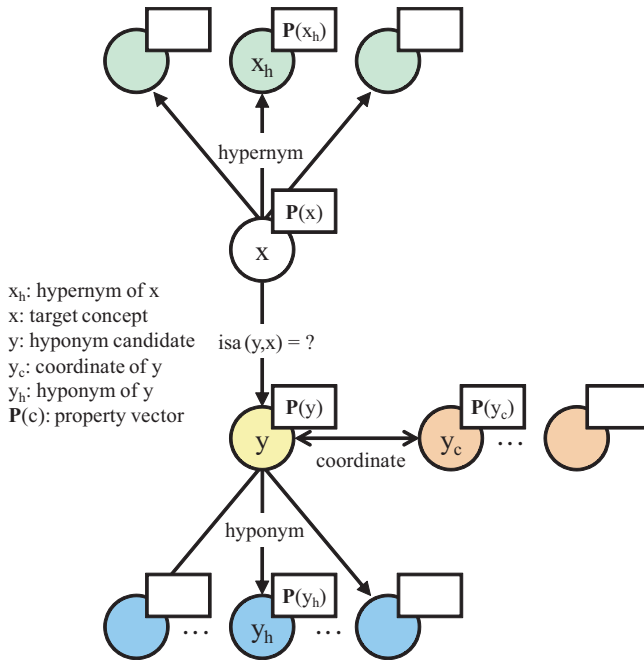 P(x_h)
x_h
hypernym
P(x)
x
x_h: hypernym of x
x: target concept
y: hyponym candidate
y_c: coordinate of y
y_h: hyponym of y
P(c): property vector
isa (y,x) = ?
P(y)
P(y_c)
y
y_c
...
coordinate
hyponym
P(y_h)
... y_h ...